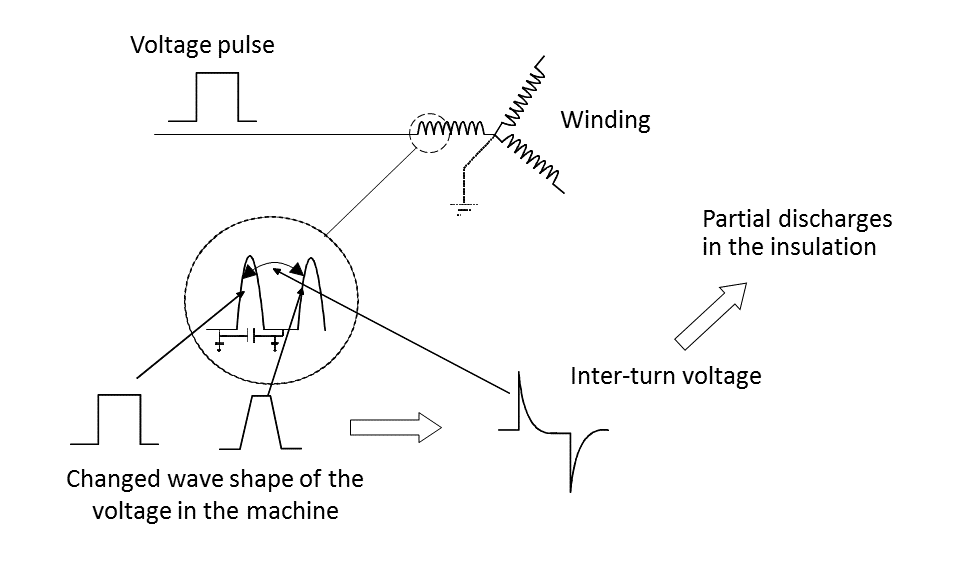 Voltage pulse
Winding
Partial discharges
in the insulation
Inter-turn voltage
Changed wave shape of the
voltage in the machine